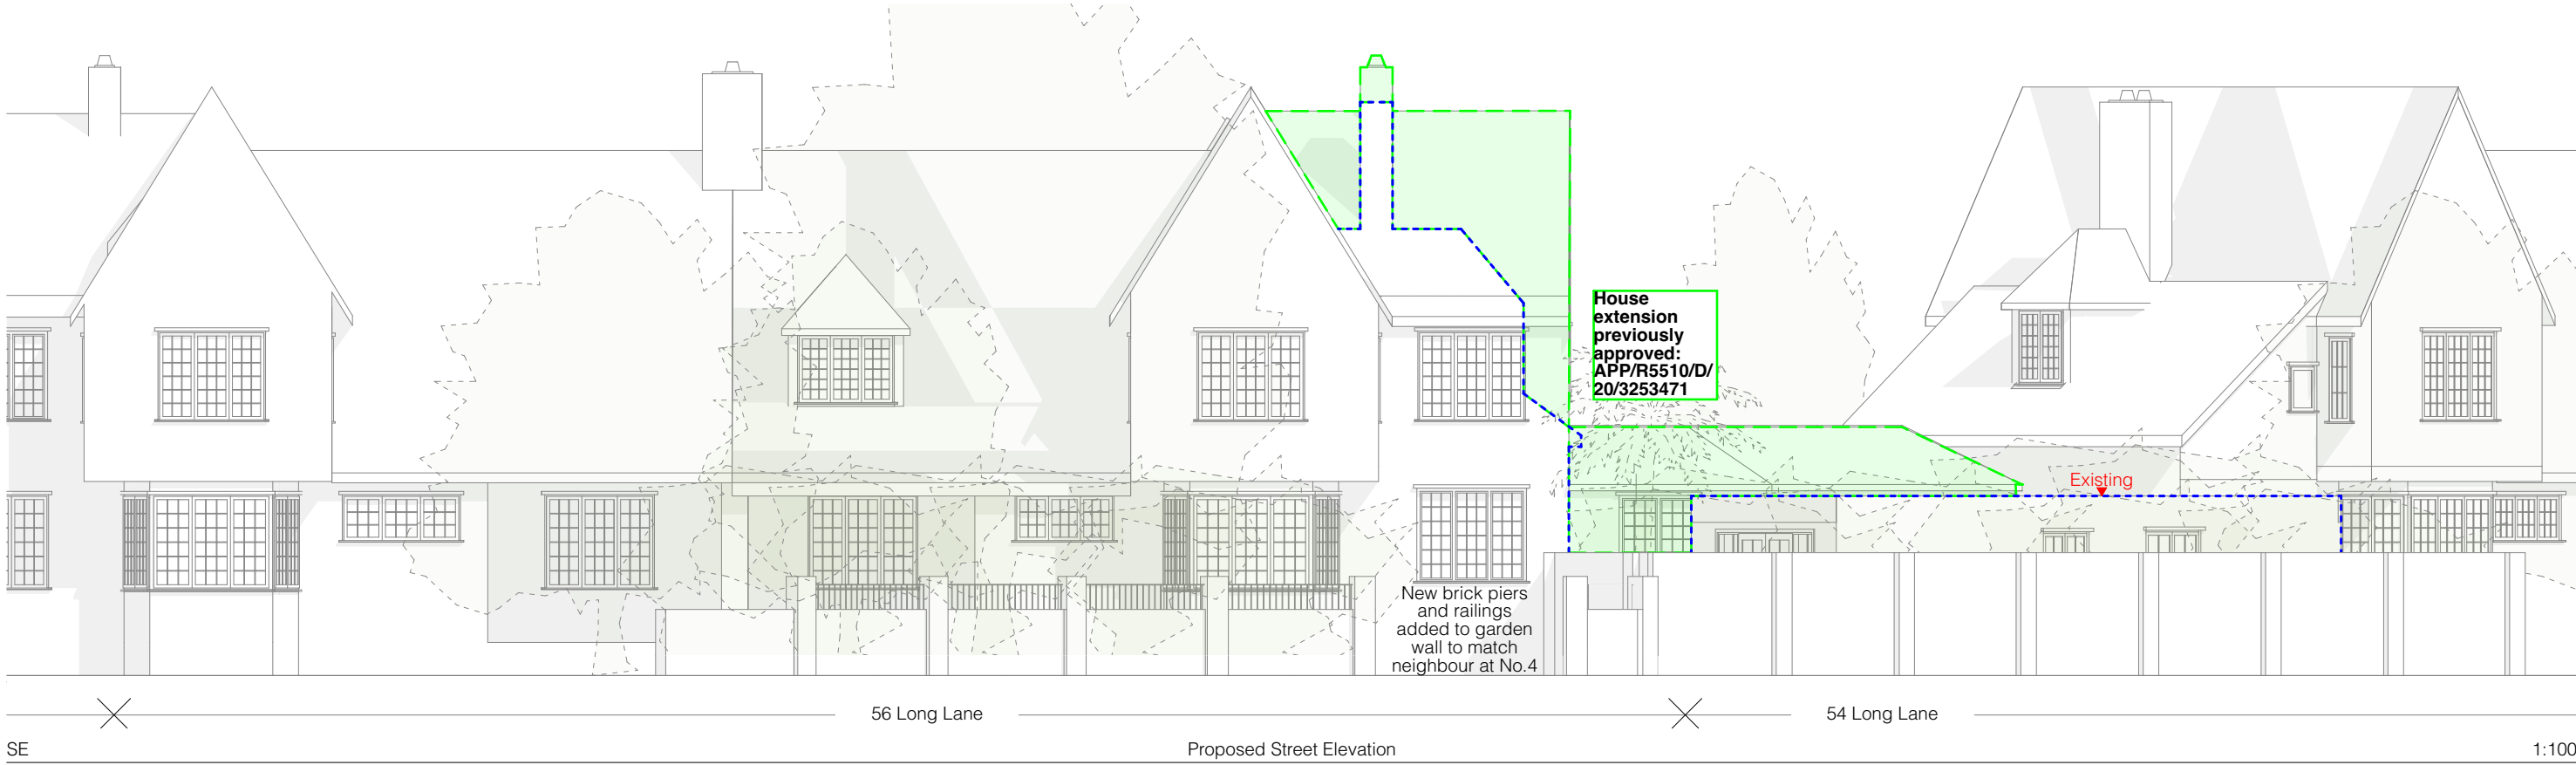 House
extension
previously
approved:
APP/R5510/D/
20/3253471
Existing
New brick piers
and railings
added to garden
wall to match
neighbour at No.4
56 Long Lane
54 Long Lane
SE
Proposed Street Elevation
1:100